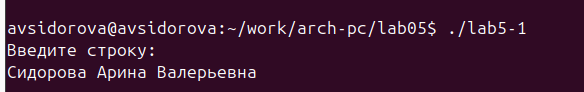 avsidorova@avsidorova:~/work/arch-pc/lab05$ ./lab5-1
Введите строку:
Сидорова Арина Валерьевна